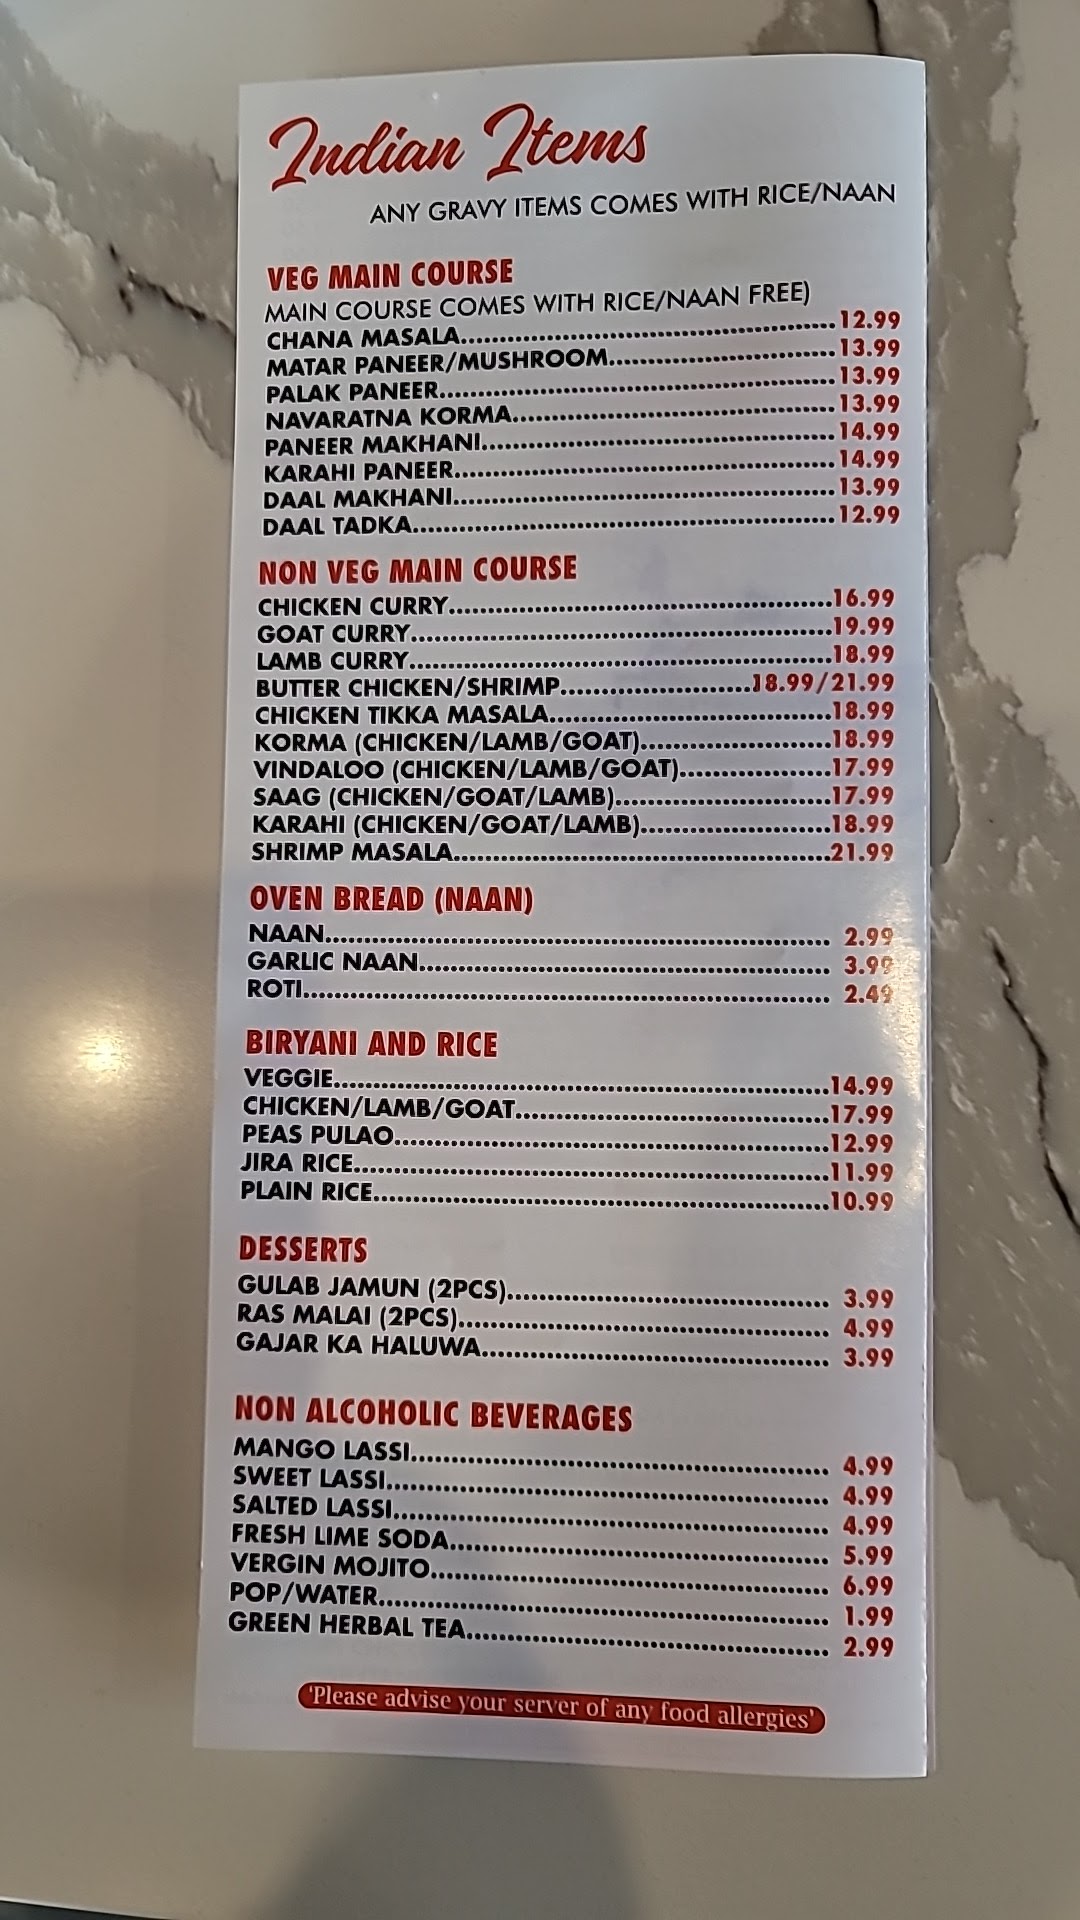 Indian Items
ANY GRAVY ITEMS COMES WITH RICE/NAAN
VEG MAIN COURSE
MAIN COURSE COMES WITH RICE/NAAN FREE)
CHANA MASALA 12.99
MATAR PANEER/MUSHROOM 13.99
PALAK PANEER 13.99
NAVARATNA KORMA 13.99
PANEER MAKHANI 14.99
KARAHI PANEER 14.99
DAAL MAKHANI 13.99
DAAL TADKA 12.99
NON VEG MAIN COURSE
CHICKEN CURRY 16.99
GOAT CURRY 19.99
LAMB CURRY 18.99
BUTTER CHICKEN/SHRIMP 18.99/21.99
CHICKEN TIKKA MASALA 18.99
KORMA (CHICKEN/LAMB/GOAT) 18.99
VINDALOO (CHICKEN/LAMB/GOAT) 17.99
SAAG (CHICKEN/GOAT/LAMB) 17.99
KARAHI (CHICKEN/GOAT/LAMB) 18.99
SHRIMP MASALA 21.99
OVEN BREAD (NAAN)
NAAN 2.99
GARLIC NAAN 3.99
ROTI 2.49
BIRYANI AND RICE
VEGGIE 14.99
CHICKEN/LAMB/GOAT 17.99
PEAS PULAO 12.99
JIRA RICE 11.99
PLAIN RICE 10.99
DESSERTS
GULAB JAMUN (2PCS) 3.99
RAS MALAI (2PCS) 4.99
GAJAR KA HALUWA 3.99
NON ALCOHOLIC BEVERAGES
MANGO LASSI 4.99
SWEET LASSI 4.99
SALTED LASSI 4.99
FRESH LIME SODA 5.99
VERGIN MOJITO 6.99
POP/WATER 1.99
GREEN HERBAL TEA 2.99
'Please advise your server of any food allergies'